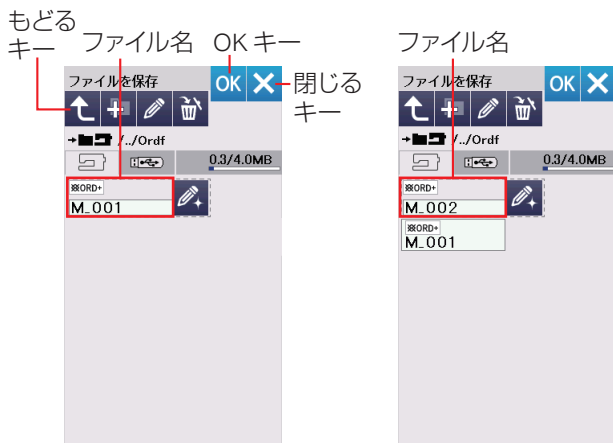 もどる
キー
ファイル名
OKキー
閉じる
キー
ファイルを保存
OK
/../Ordf
0.3/4.0MB
ORD+
M_001
ファイル名
ファイルを保存
OK
/../Ordf
0.3/4.0MB
ORD+
M_002
ORD+
M_001